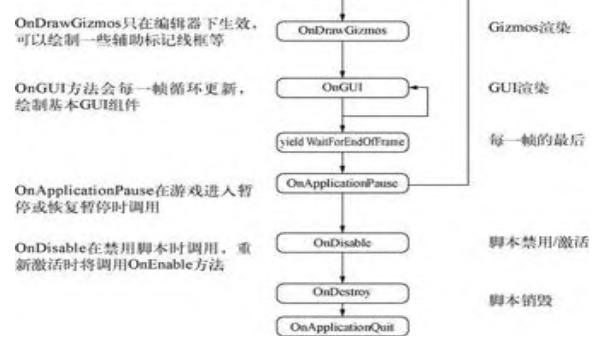 OnDrawGizmos只在编辑器下生效，
可以绘制一些辅助标记线框等
OnDrawGizmos
Gizmos渲染
OnGUI方法会每一帧循环更新，
绘制基本GUI组件
OnGUI
GUI渲染
yield WaitForEndOfFrame
每一帧的最后
OnApplicationPause在游戏进入暂
停或恢复暂停时调用
OnApplicationPause
OnDisable在禁用脚本时调用，重
新激活时将调用OnEnable方法
OnDisable
脚本禁用/激活
OnDestroy
脚本销毁
OnApplicationQuit